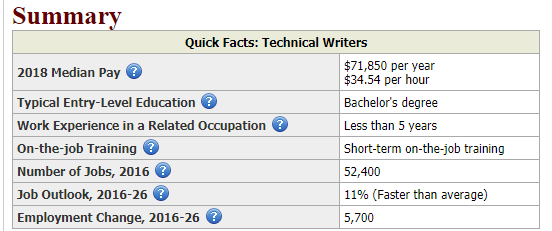 Summary
Quick Facts: Technical Writers
2018 Median Pay ? $71,850 per year
$34.54 per hour
Typical Entry-Level Education ? Bachelor's degree
Work Experience in a Related Occupation ? Less than 5 years
On-the-job Training ? Short-term on-the-job training
Number of Jobs, 2016 ? 52,400
Job Outlook, 2016-26 ? 11% (Faster than average)
Employment Change, 2016-26 ? 5,700